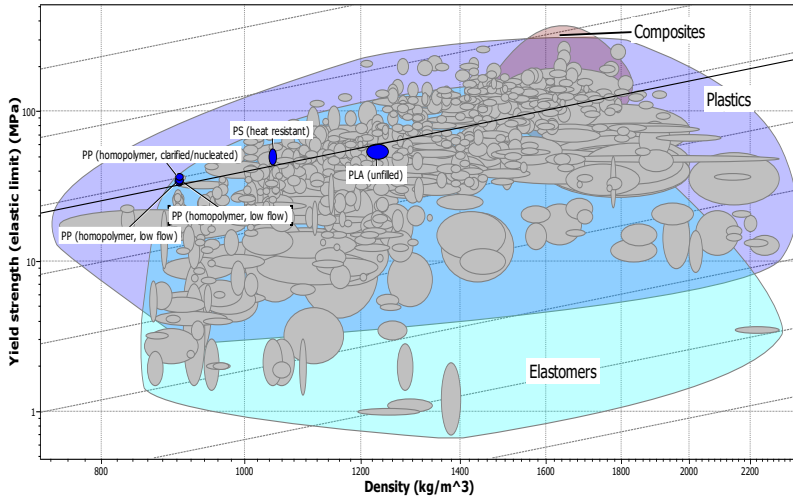 Composites
100
Plastics
PS (heat resistant)
PP (homopolymer, clarified/nucleated)
PLA (unfilled)
PP (homopolymer, low flow)
PP (homopolymer, low flow)
10
Elastomers
1
Yield strength (elastic limit) (MPa)
800 1000 1200 1400 1600 1800 2000 2200
Density (kg/m^3)